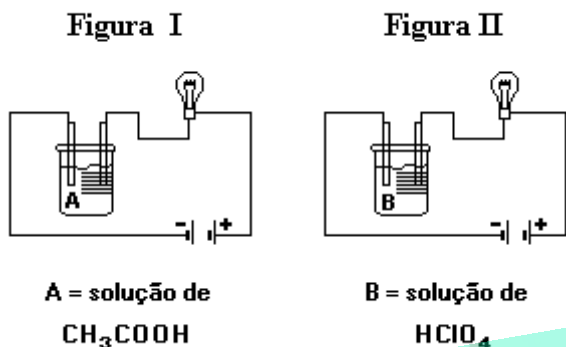 Figura I
Figura II
A
B
- +
- +
A = solução de
CH₃COOH
B = solução de
HClO₄